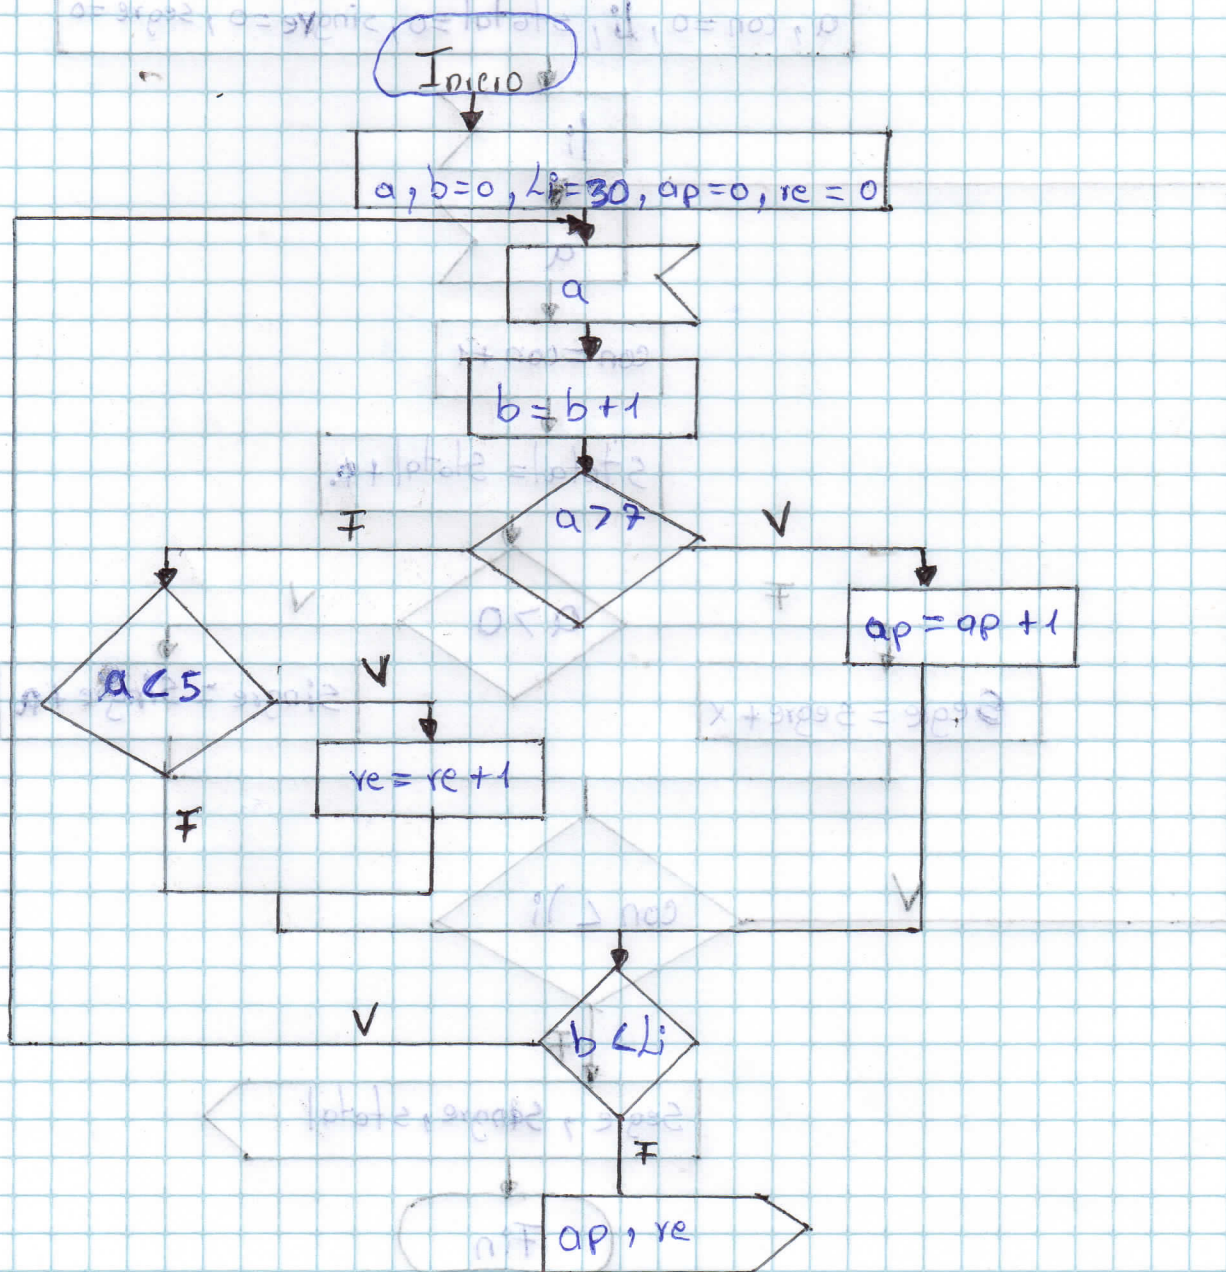 Inicio
a, b=0, Li=30, ap=0, re=0
a
b=b+1
a>7
F
V
ap=ap+1
a<5
V
re=re+1
F
b<Li
V
F
ap, re